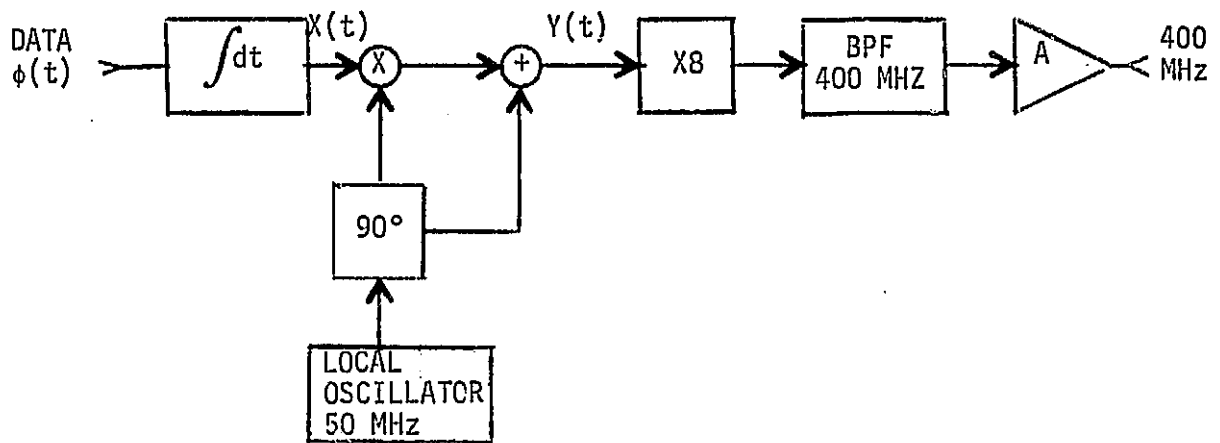 DATA
φ(t)
∫dt
X(t)
X
+
Y(t)
X8
BPF
400 MHZ
A
400
MHz
90°
LOCAL
OSCILLATOR
50 MHz